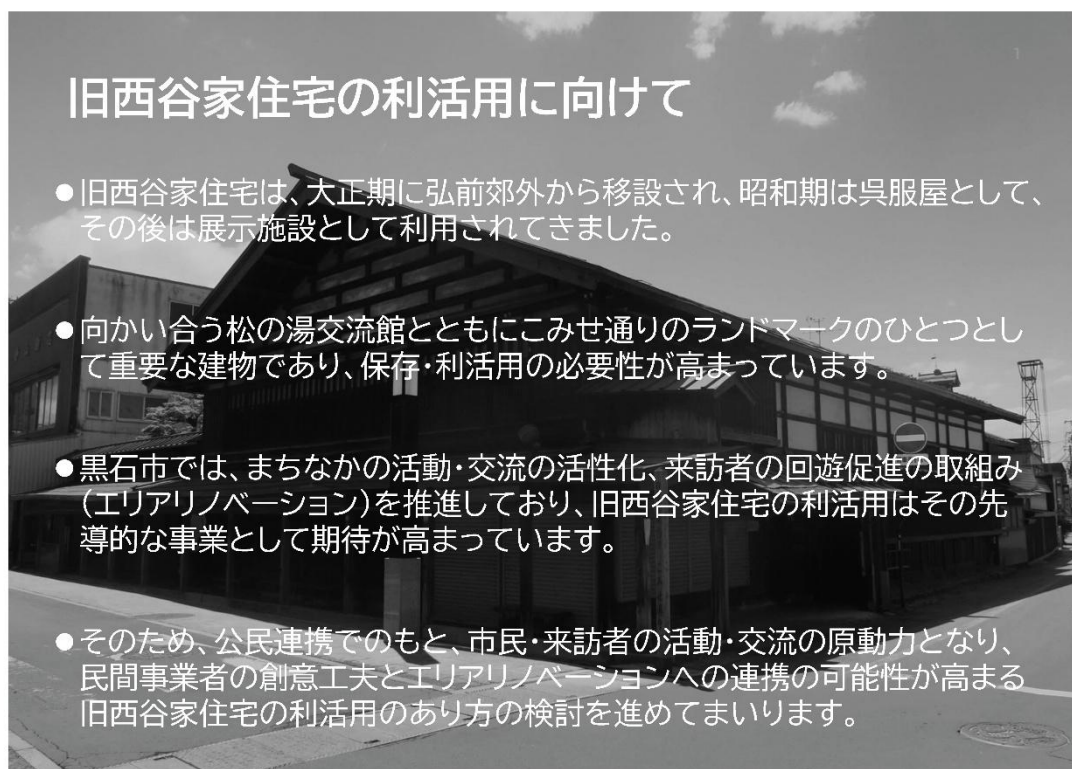 1
旧西谷家住宅の利活用に向けて
●旧西谷家住宅は、大正期に弘前郊外から移設され、昭和期は呉服屋として、
その後は展示施設として利用されてきました。
●向かい合う松の湯交流館とともにこみせ通りのランドマークのひとつとし
て重要な建物であり、保存・利活用の必要性が高まっています。
●黒石市では、まちなかの活動・交流の活性化、来訪者の回遊促進の取組み
(エリアリノベーション)を推進しており、旧西谷家住宅の利活用はその先
導的な事業として期待が高まっています。
●そのため、公民連携でのもと、市民・来訪者の活動・交流の原動力となり、
民間事業者の創意工夫とエリアリノベーションへの連携の可能性が高まる
旧西谷家住宅の利活用のあり方の検討を進めてまいります。